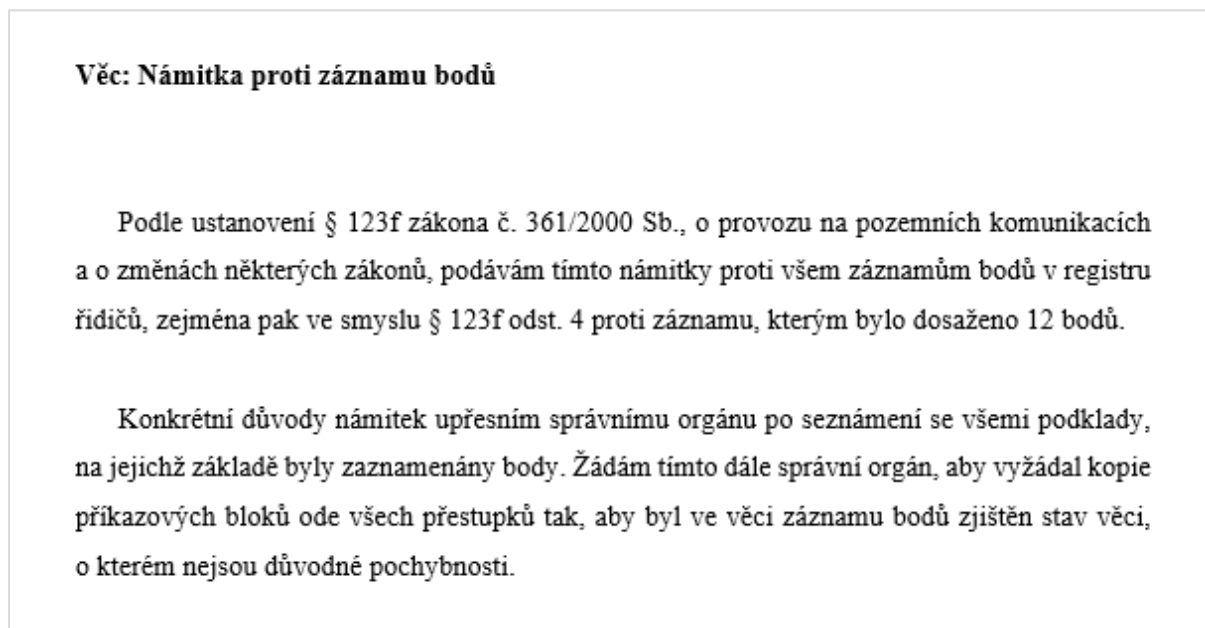 Věc: Námitka proti záznamu bodů
Podle ustanovení § 123f zákona č. 361/2000 Sb., o provozu na pozemních komunikacích
a o změnách některých zákonů, podávám tímto námitky proti všem záznamům bodů v registru
řidičů, zejména pak ve smyslu § 123f odst. 4 proti záznamu, kterým bylo dosaženo 12 bodů.
Konkrétní důvody námitek upřesním správnímu orgánu po seznámení se všemi podklady,
na jejichž základě byly zaznamenány body. Žádám tímto dále správní orgán, aby vyžádal kopie
příkazových bloků ode všech přestupků tak, aby byl ve věci záznamu bodů zjištěn stav věci,
o kterém nejsou důvodné pochybnosti.